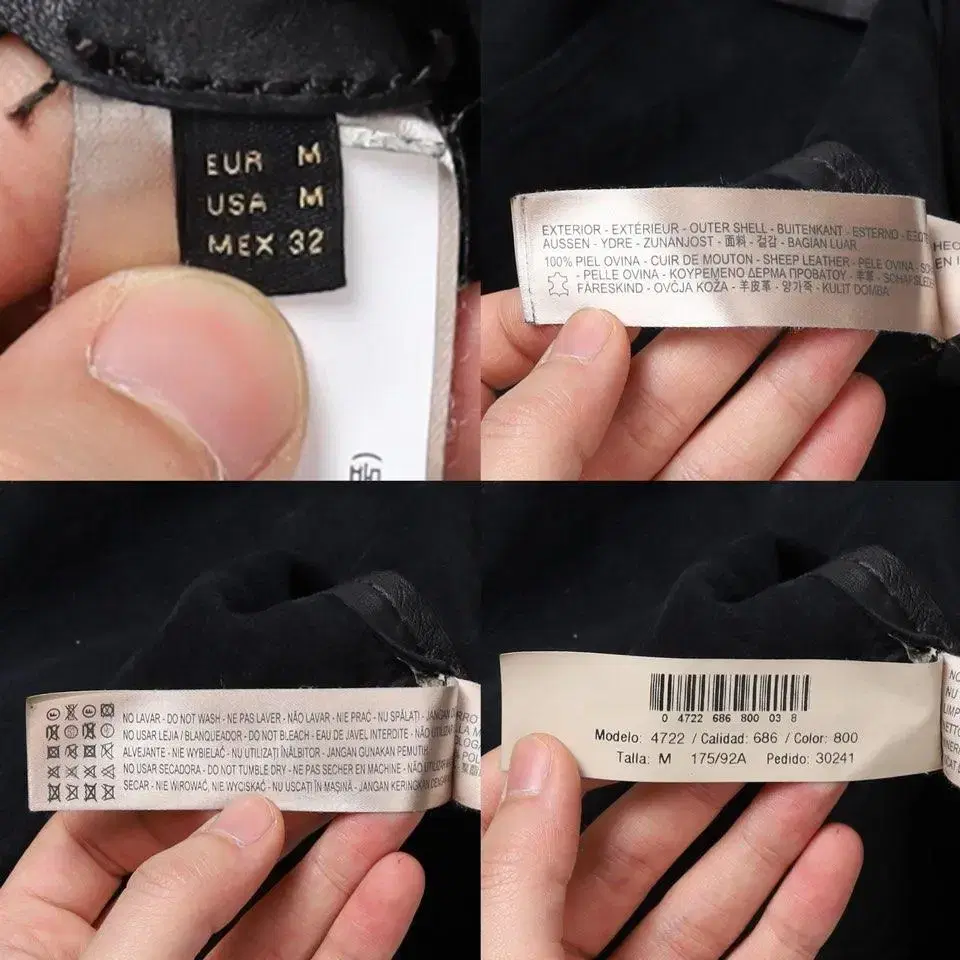 EUR M
USA M
MEX 32
EXTERIOR - EXTÉRIEUR - OUTER SHELL - BUITENKANT - ESTERNO -
AUSSEN - YDRE - ZUNANJOST - 面料 - 겉감 - BAGIAN LUAR
100% PIEL OVINA - CUIR DE MOUTON - SHEEP LEATHER - PELE OVINA -
- PELLE OVINA - ΚΟΥΡΕΜΕΝΟ ΔΕΡΜΑ ΠΡΟΒΑΤΟΥ - 羊革 -
FÅRESKIND - OVČJA KOŽA - 羊皮革 - 양가죽 - KULIT DOMBA
NO LAVAR - DO NOT WASH - NE PAS LAVER - NÃO LAVAR - NIE PRAĆ - NU SPĂLAȚI -
NO USAR LEJIA / BLANQUEADOR - DO NOT BLEACH - EAU DE JAVEL INTERDITE - NÃO
ALVEJANTE - NIE WYBIELAĆ - NU UTILIZAȚI ÎNĂLBITOR - JANGAN GUNAKAN PEMUTIH -
NO USAR SECADORA - DO NOT TUMBLE DRY - NE PAS SECHER EN MACHINE - NÃO
SECAR - NIE WIROWAĆ, NIE WYCISKAĆ - NU USCAȚI ÎN MAȘINĂ - JANGAN KERINGKAN
0 4722 686 800 03 8
Modelo: 4722 / Calidad: 686 / Color: 800
Talla: M 175/92A Pedido: 30241